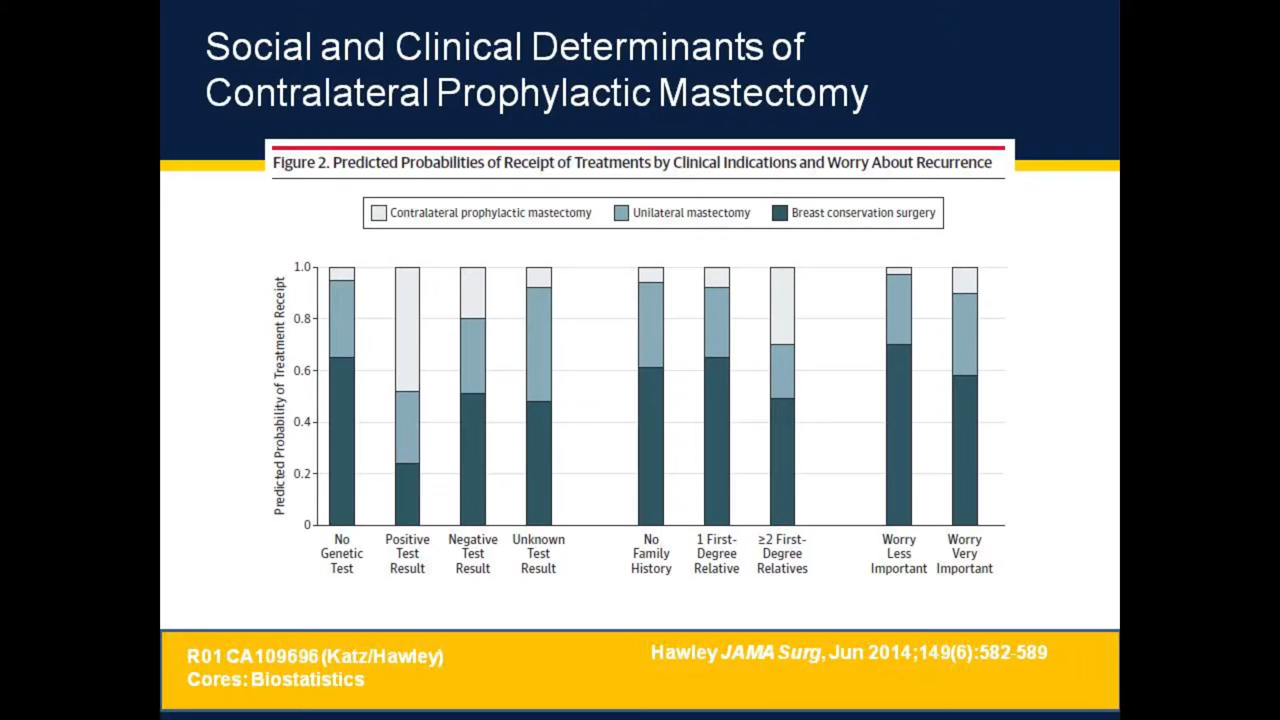 Social and Clinical Determinants of
Contralateral Prophylactic Mastectomy
Figure 2. Predicted Probabilities of Receipt of Treatments by Clinical Indications and Worry About Recurrence
Contralateral prophylactic mastectomy Unilateral mastectomy Breast conservation surgery
Predicted Probability of Treatment Receipt
1.0
0.8
0.6
0.4
0.2
0
No
Genetic
Test
Positive
Test
Result
Negative
Test
Result
Unknown
Test
Result
No
Family
History
1 First-
Degree
Relative
≥2 First-
Degree
Relatives
Worry
Less
Important
Worry
Very
Important
R01 CA109696 (Katz/Hawley)
Cores: Biostatistics
Hawley JAMA Surg, Jun 2014;149(6):582-589